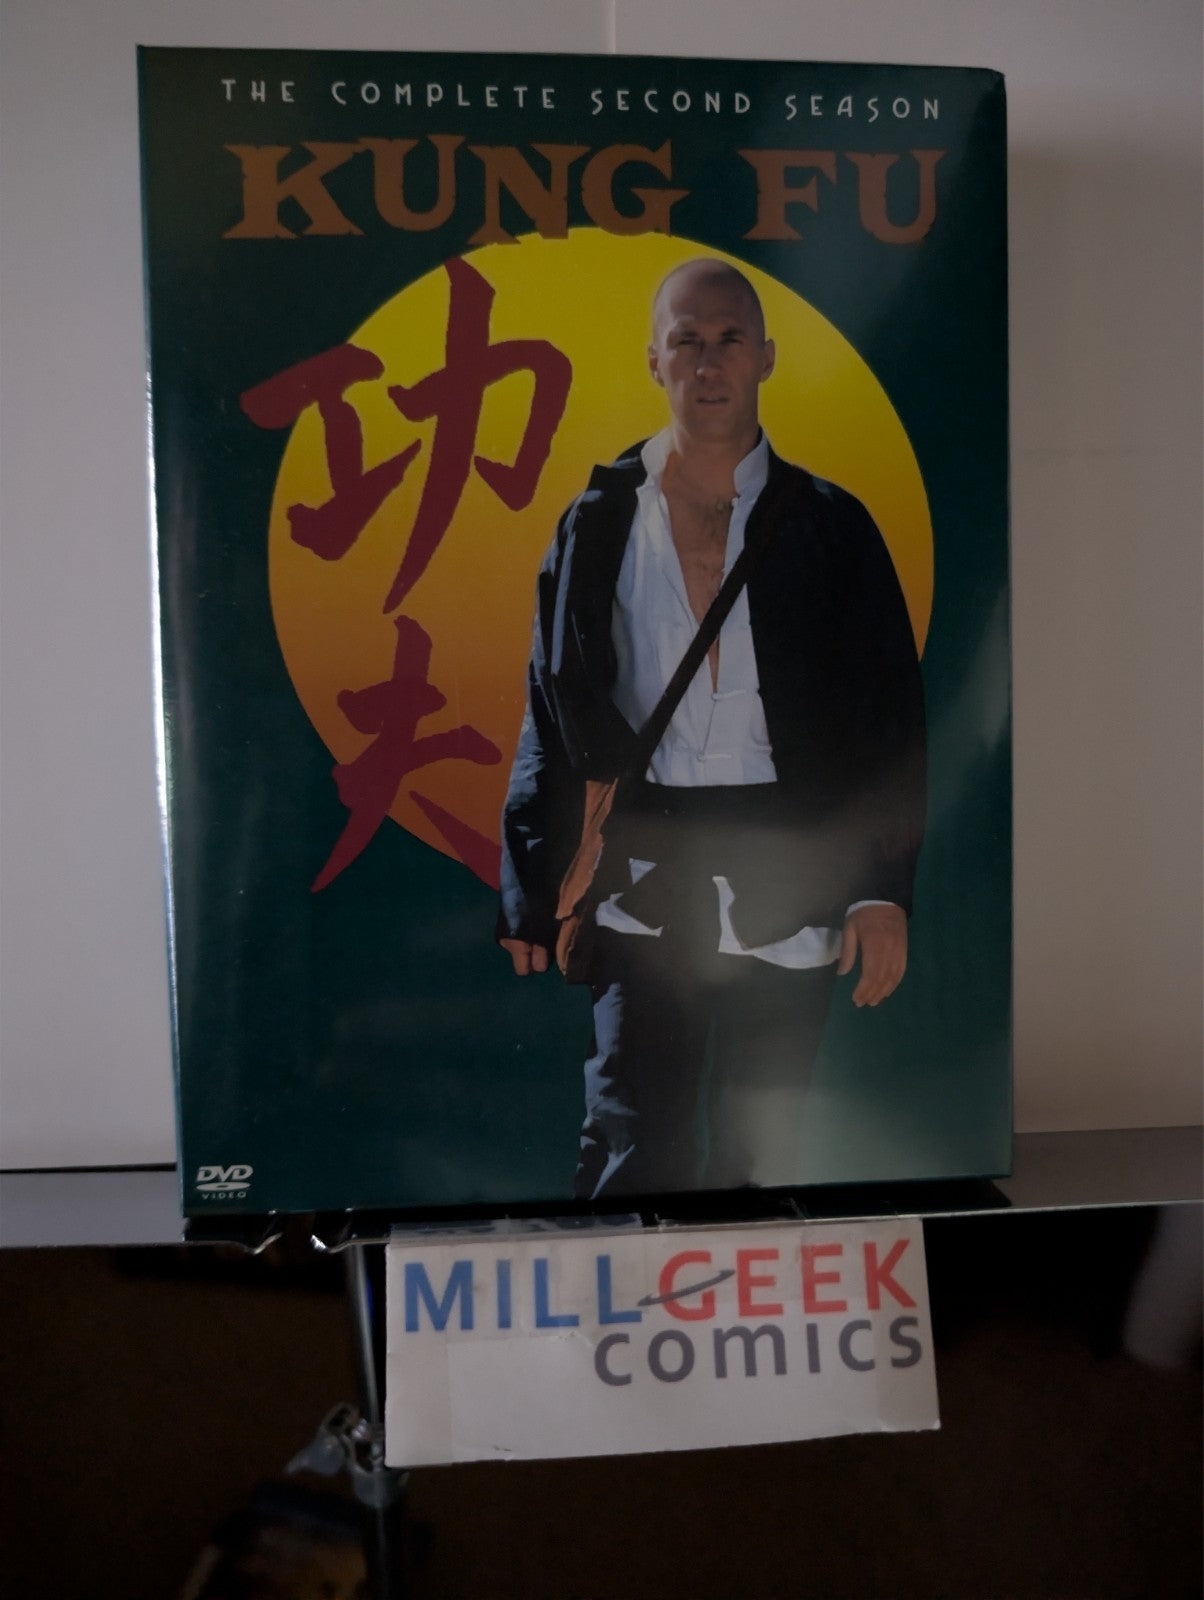 THE COMPLETE SECOND SEASON
KUNG FU
功夫
DVD
VIDEO
MILL GEEK
comics